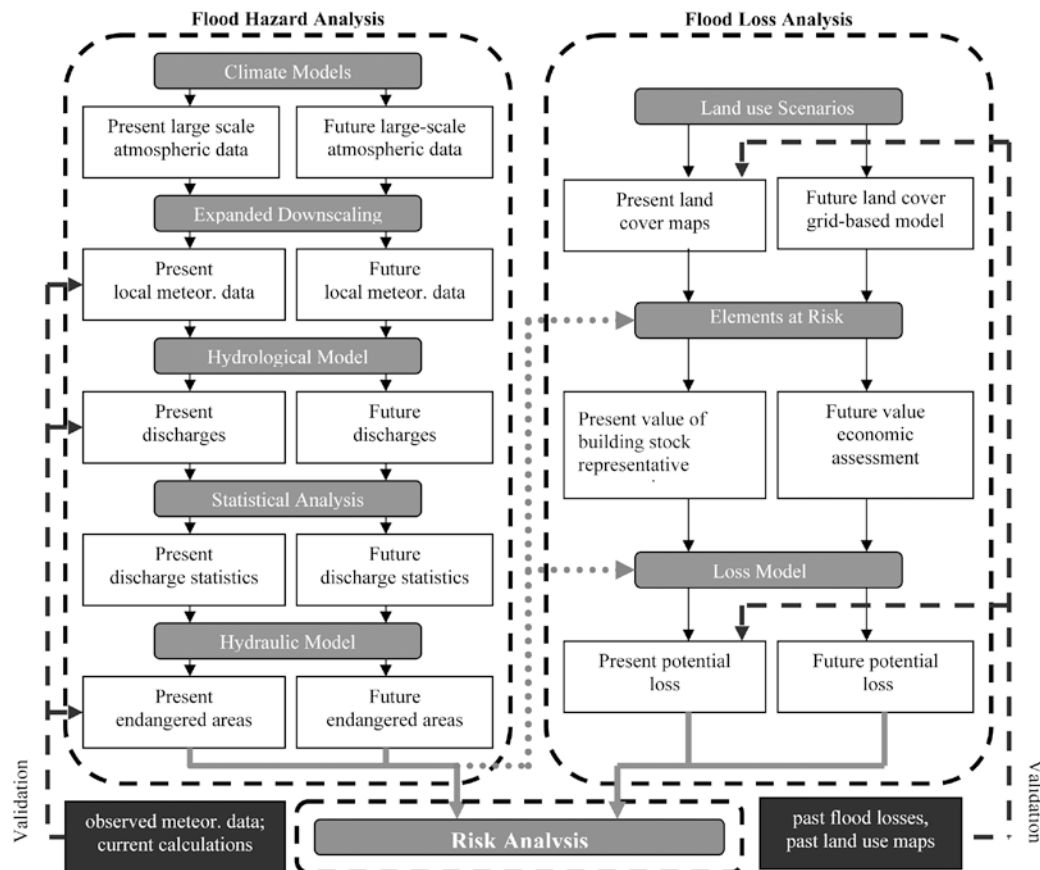 Flood Hazard Analysis
Climate Models
Present large scale
atmospheric data
Future large-scale
atmospheric data
Expanded Downscaling
Present
local meteor. data
Future
local meteor. data
Hydrological Model
Present
discharges
Future
discharges
Statistical Analysis
Present
discharge statistics
Future
discharge statistics
Hydraulic Model
Present
endangered areas
Future
endangered areas
Validation
observed meteor. data;
current calculations
Flood Loss Analysis
Land use Scenarios
Present land
cover maps
Future land cover
grid-based model
Elements at Risk
Present value of
building stock
representative
Future value
economic
assessment
Loss Model
Present potential
loss
Future potential
loss
Validation
past flood losses,
past land use maps
Risk Analysis